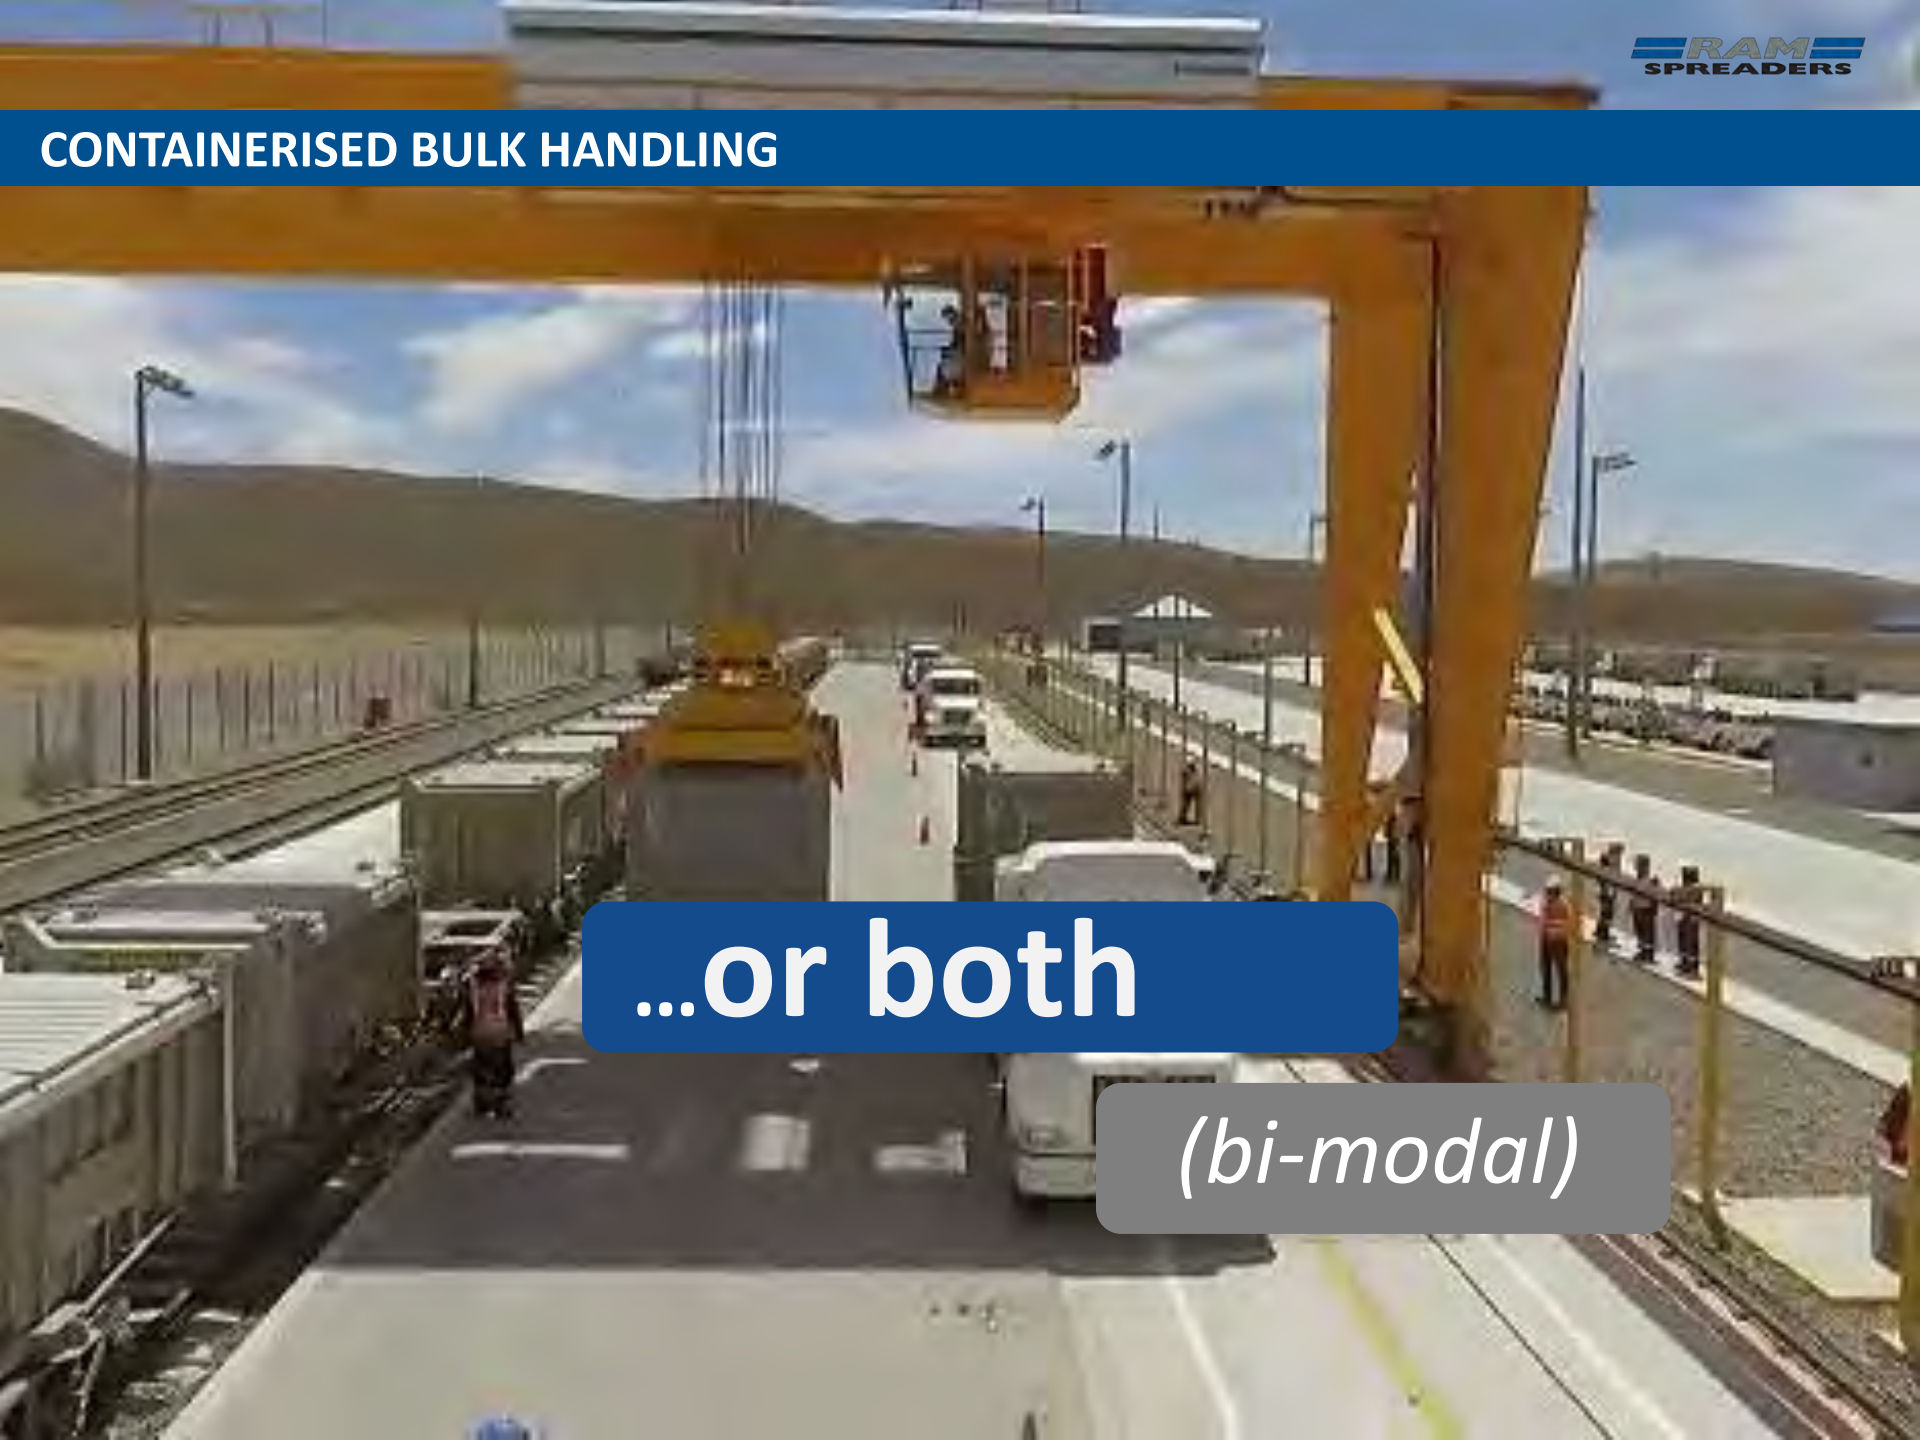 RAM
SPREADERS
CONTAINERISED BULK HANDLING
...or both
(bi-modal)